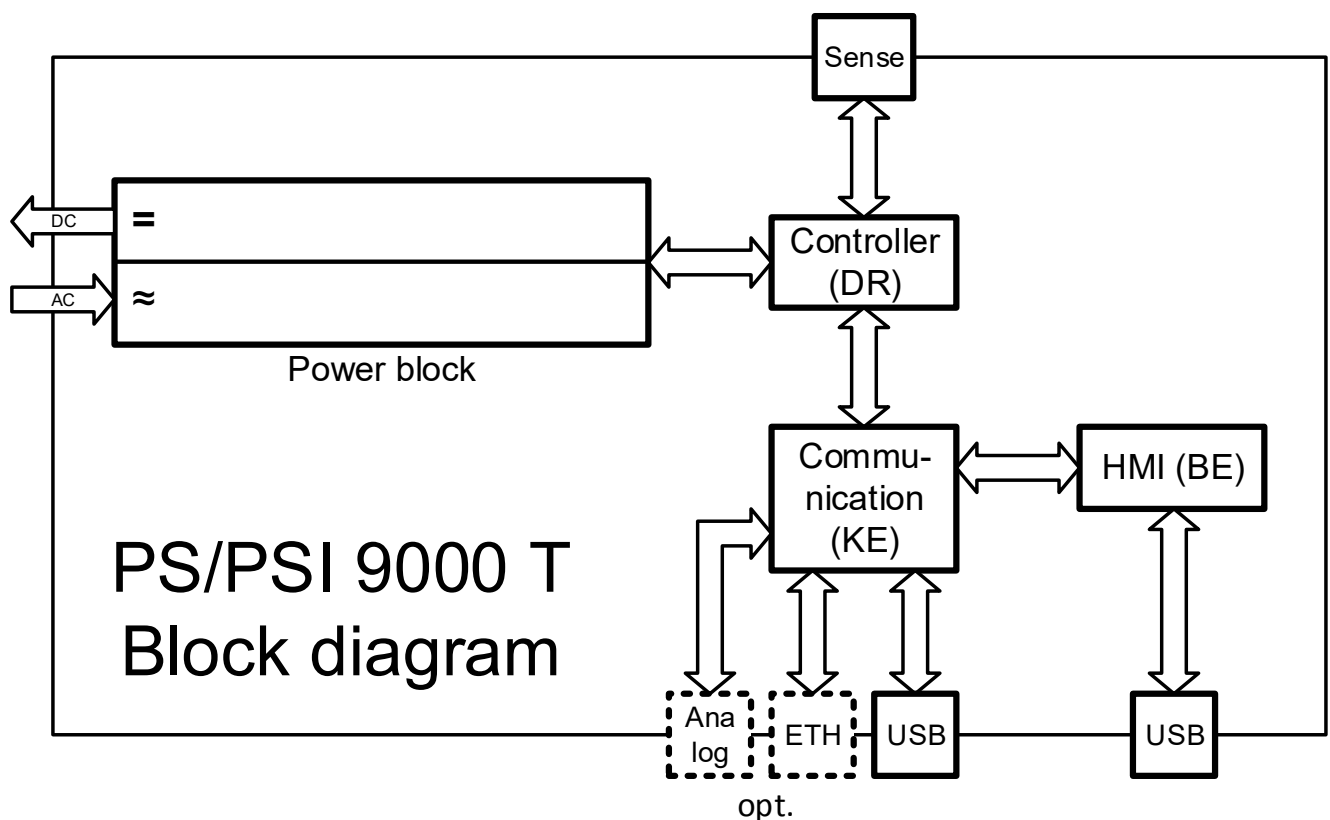 Sense
DC
=
Controller
(DR)
AC
≈
Power block
Commu-
nication
(KE)
HMI (BE)
PS/PSI 9000 T
Block diagram
Ana
log
ETH
USB
USB
opt.